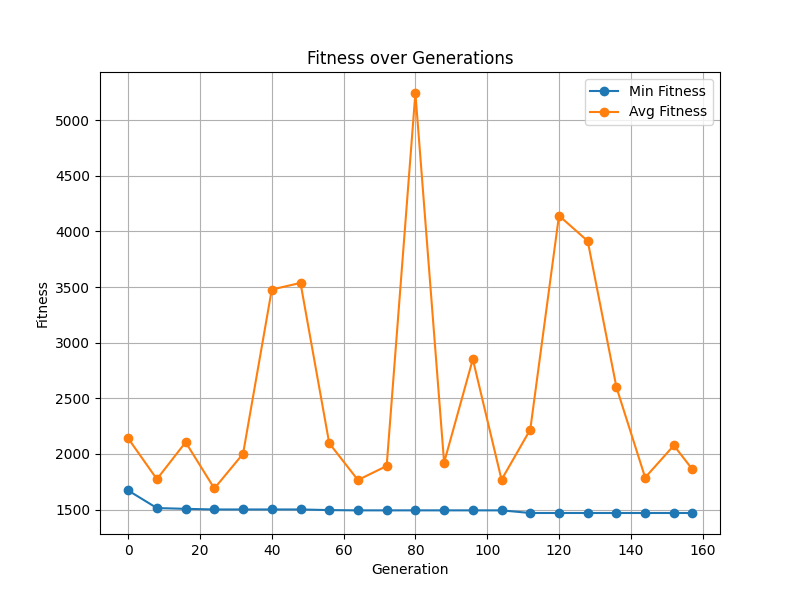 Fitness over Generations
Min Fitness
Avg Fitness
5000
4500
4000
3500
3000
2500
2000
1500
Fitness
0 20 40 60 80 100 120 140 160
Generation